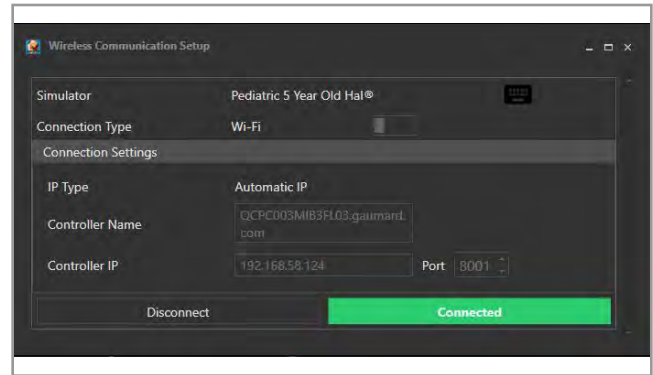 Wireless Communication Setup
Simulator Pediatric 5 Year Old Hal®
Connection Type Wi-Fi
Connection Settings
IP Type Automatic IP
Controller Name QCPC003MIB3FL03.gaumard.
com
Controller IP 192.168.58.124 Port 8001
Disconnect Connected